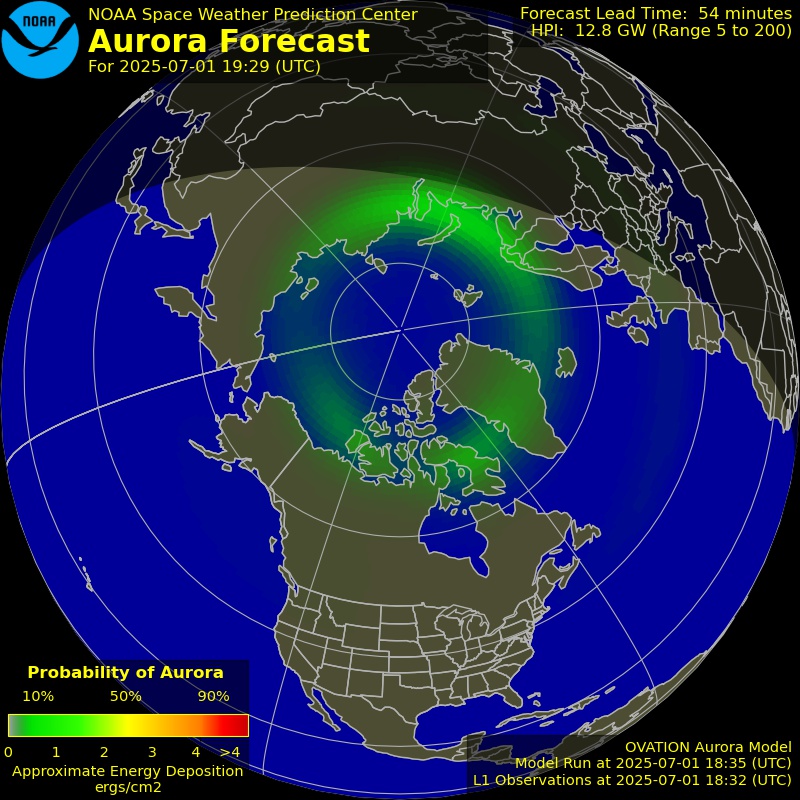 NOAA
NOAA Space Weather Prediction Center
Aurora Forecast
For 2025-07-01 19:29 (UTC)
Forecast Lead Time: 54 minutes
HPI: 12.8 GW (Range 5 to 200)
Probability of Aurora
10% 50% 90%
0 1 2 3 4 >4
Approximate Energy Deposition
ergs/cm2
OVATION Aurora Model
Model Run at 2025-07-01 18:35 (UTC)
L1 Observations at 2025-07-01 18:32 (UTC)